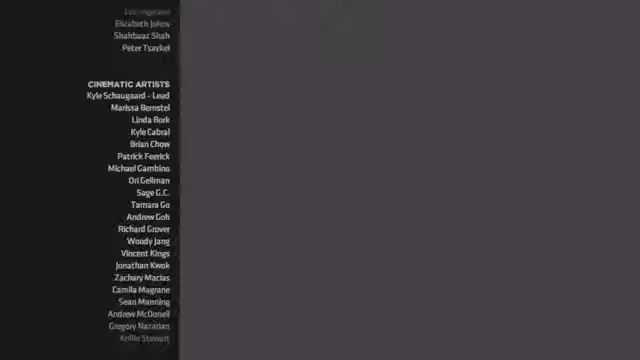 Elizabeth Johns
Shahbaaz Shah
Peter Tsaykel
CINEMATIC ARTISTS
Kyle Schaugaard - Lead
Marissa Bernstel
Linda Bork
Kyle Cabral
Brian Chow
Patrick Feerick
Michael Gambino
Ori Gellman
Sage G.C.
Tamara Go
Andrew Goh
Richard Grover
Woody Jang
Vincent Kings
Jonathan Kwok
Zachary Macias
Camila Magrane
Sean Manning
Andrew McDonell
Gregory Nazarian
Stewart